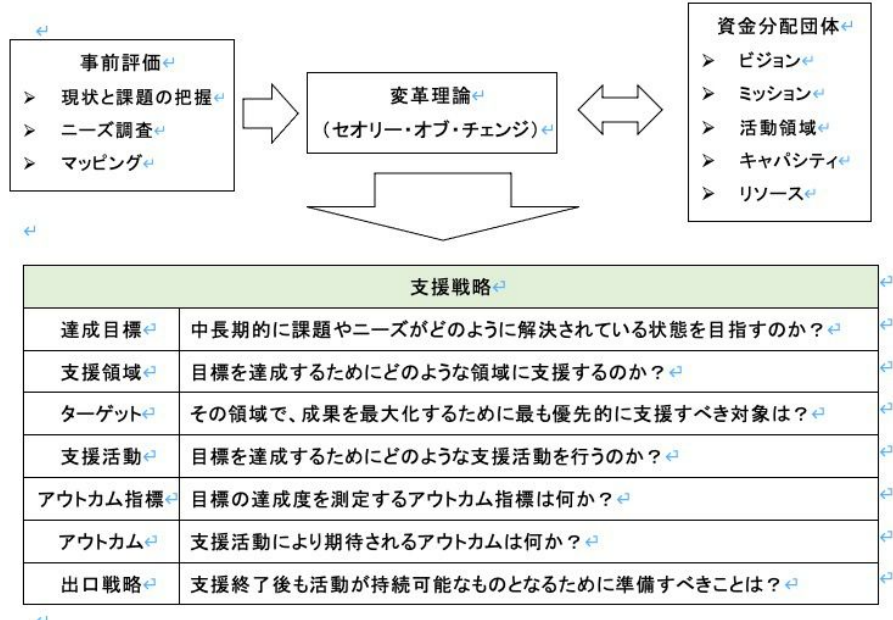 事前評価
➢ 現状と課題の把握
➢ ニーズ調査
➢ マッピング
変革理論
(セオリー・オブ・チェンジ)
資金分配団体
➢ ビジョン
➢ ミッション
➢ 活動領域
➢ キャパシティ
➢ リソース
支援戦略
達成目標 中長期的に課題やニーズがどのように解決されている状態を目指すのか？
支援領域 目標を達成するためにどのような領域に支援するのか？
ターゲット その領域で、成果を最大化するために最も優先的に支援すべき対象は？
支援活動 目標を達成するためにどのような支援活動を行うのか？
アウトカム指標 目標の達成度を測定するアウトカム指標は何か？
アウトカム 支援活動により期待されるアウトカムは何か？
出口戦略 支援終了後も活動が持続可能なものとなるために準備すべきことは？